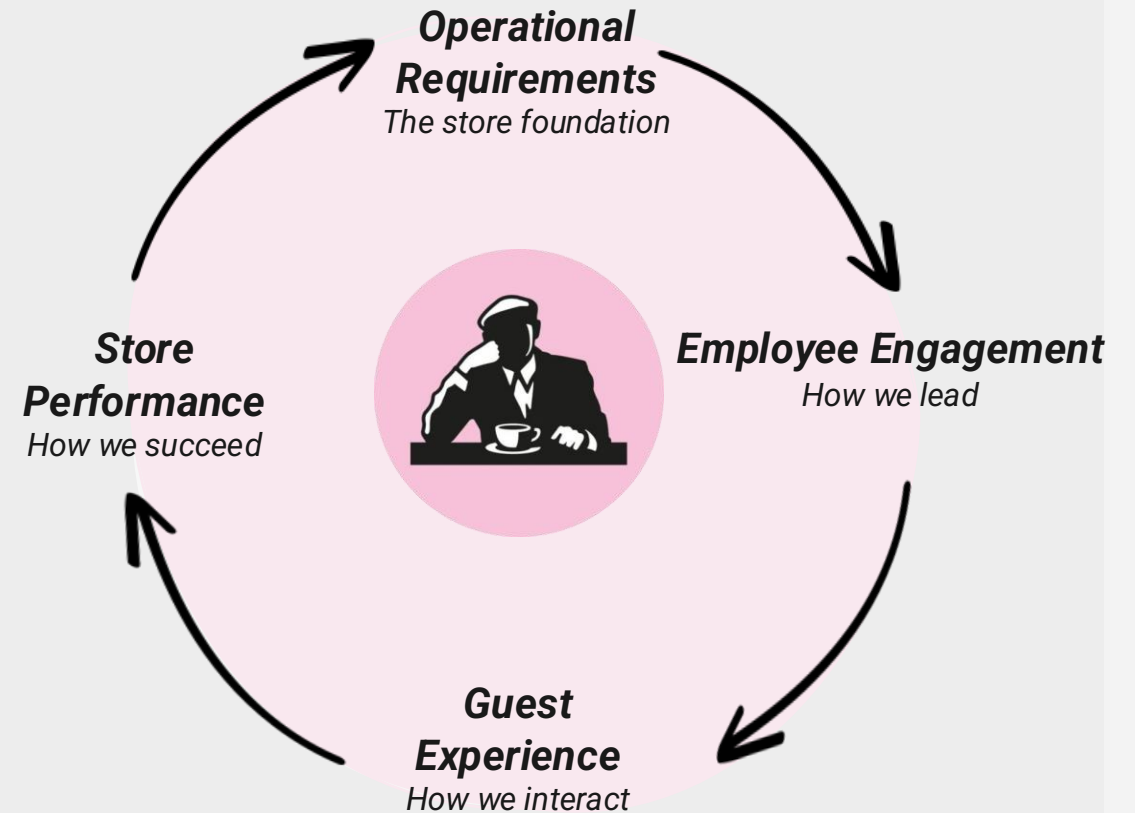 Operational
Requirements
The store foundation
Employee Engagement
How we lead
Guest
Experience
How we interact
Store
Performance
How we succeed